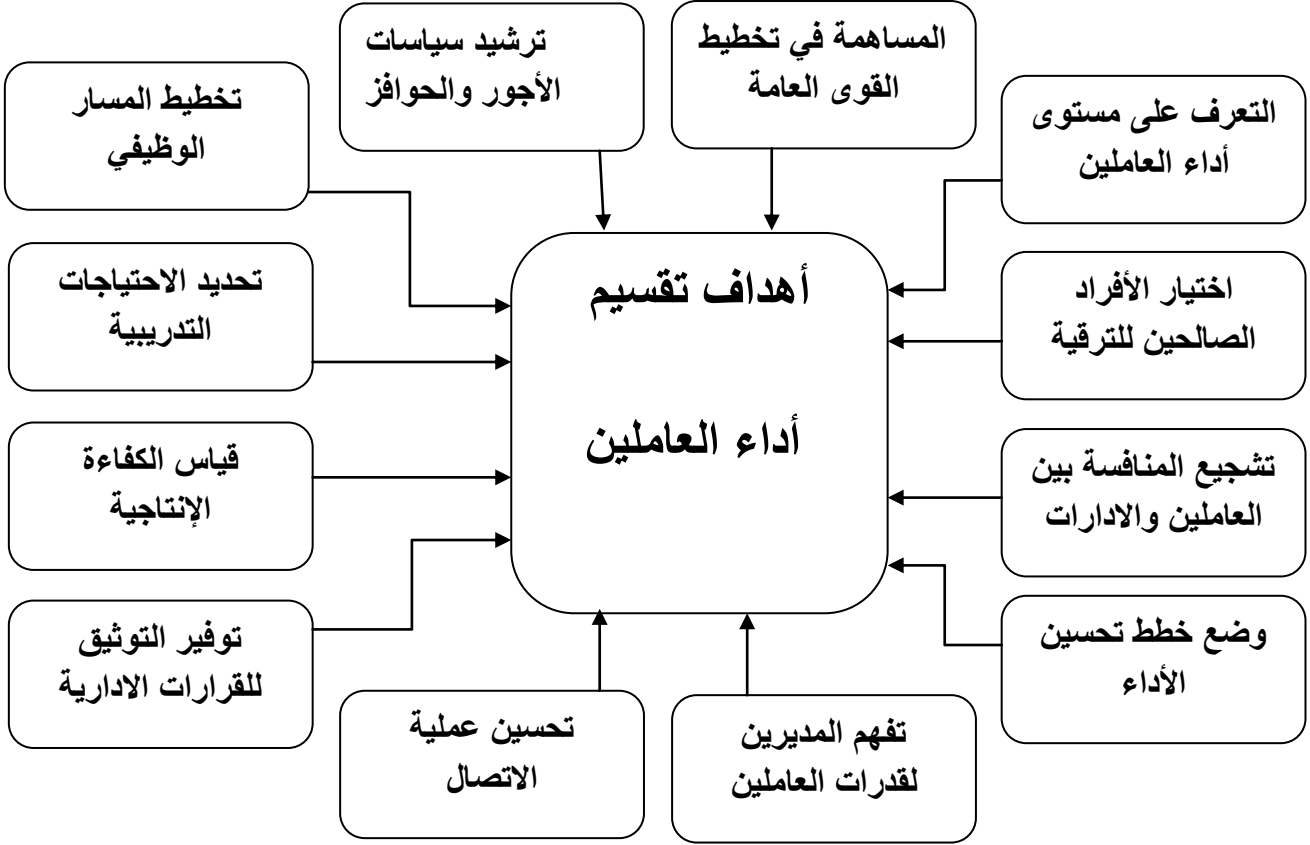 المساهمة في تخطيط
القوى العامة
ترشيد سياسات
الأجور والحوافز
التعرف على مستوى
أداء العاملين
تخطيط المسار
الوظيفي
اختيار الأفراد
الصالحين للترقية
تحديد الاحتياجات
التدريبية
أهداف تقسيم
أداء العاملين
تشجيع المنافسة بين
العاملين والادارات
قياس الكفاءة
الإنتاجية
وضع خطط تحسين
الأداء
توفير التوثيق
للقرارات الادارية
تفهم المديرين
لقدرات العاملين
تحسين عملية
الاتصال